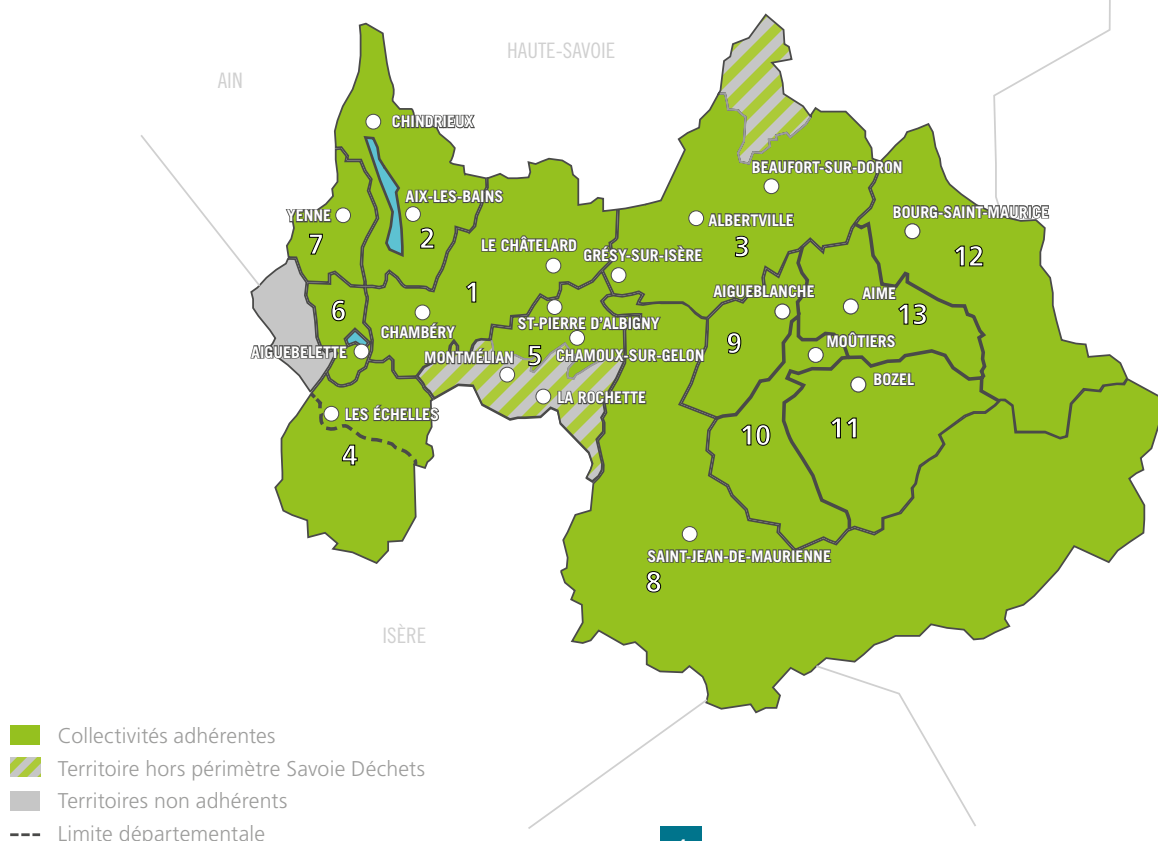 HAUTE-SAVOIE
AIN
CHINDRIEUX
BEAUFORT-SUR-DORON
AIX-LES-BAINS
YENNE
ALBERTVILLE
BOURG-SAINT-MAURICE
7
2
LE CHÂTELARD
GRÉSY-SUR-ISÈRE
3
12
1
AIGUEBLANCHE
AIME
6
13
ST-PIERRE D'ALBIGNY
CHAMBÉRY
9
MOÛTIERS
AIGUEBELETTE
MONTMÉLIAN
5
CHAMOUX-SUR-GELON
BOZEL
LA ROCHETTE
LES ÉCHELLES
10
11
4
SAINT-JEAN-DE-MAURIENNE
8
ISÈRE
Collectivités adhérentes
Territoire hors périmètre Savoie Déchets
Territoires non adhérents
Limite départementale